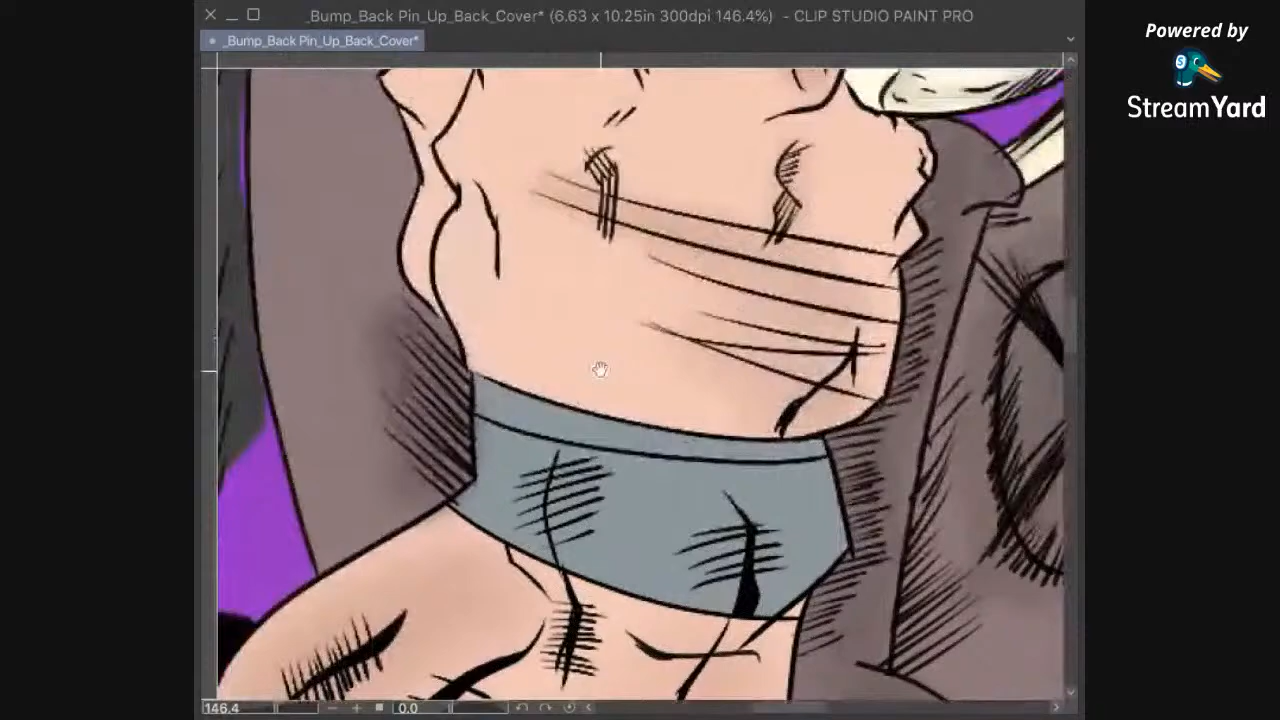 _Bump_Back Pin_Up_Back_Cover* (6.63 x 10.25in 300dpi 146.4%) - CLIP STUDIO PAINT PRO
_Bump_Back Pin_Up_Back_Cover*
Powered by
StreamYard
146.4
0.0